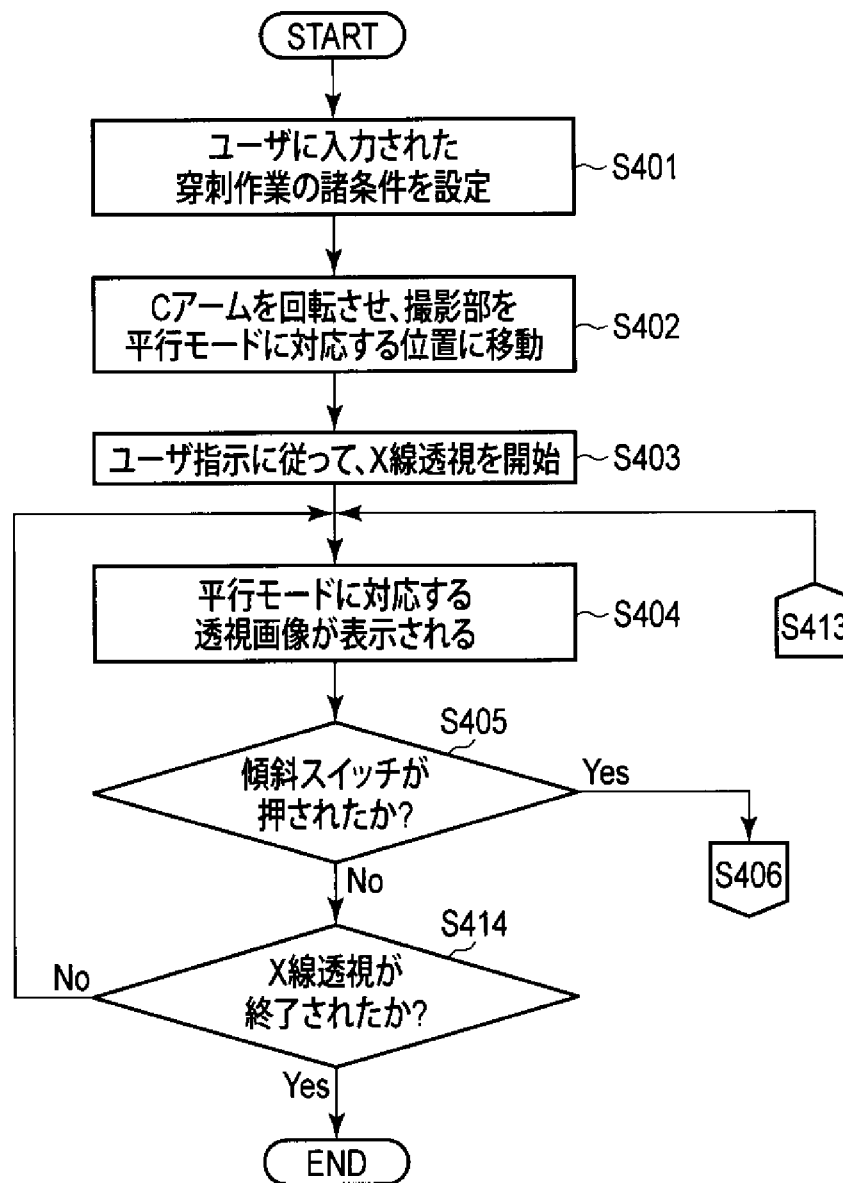 START
ユーザに入力された
穿刺作業の諸条件を設定
S401
Cアームを回転させ、撮影部を
平行モードに対応する位置に移動
S402
ユーザ指示に従って、X線透視を開始
S403
平行モードに対応する
透視画像が表示される
S404
S413
S405
傾斜スイッチが
押されたか?
Yes
S406
No
S414
X線透視が
終了されたか?
No
Yes
END